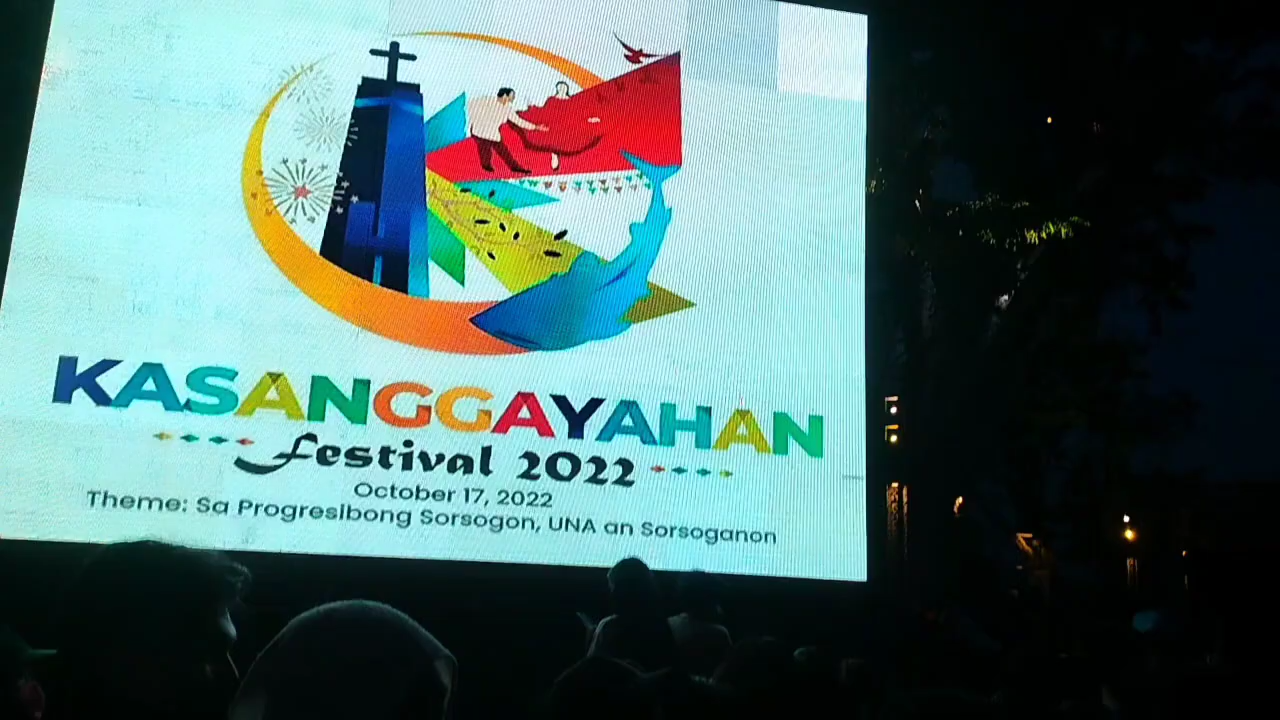 KASANGGAYAHAN
festival 2022
October 17, 2022
Theme: Sa Progresibong Sorsogon, UNA an Sorsoganon